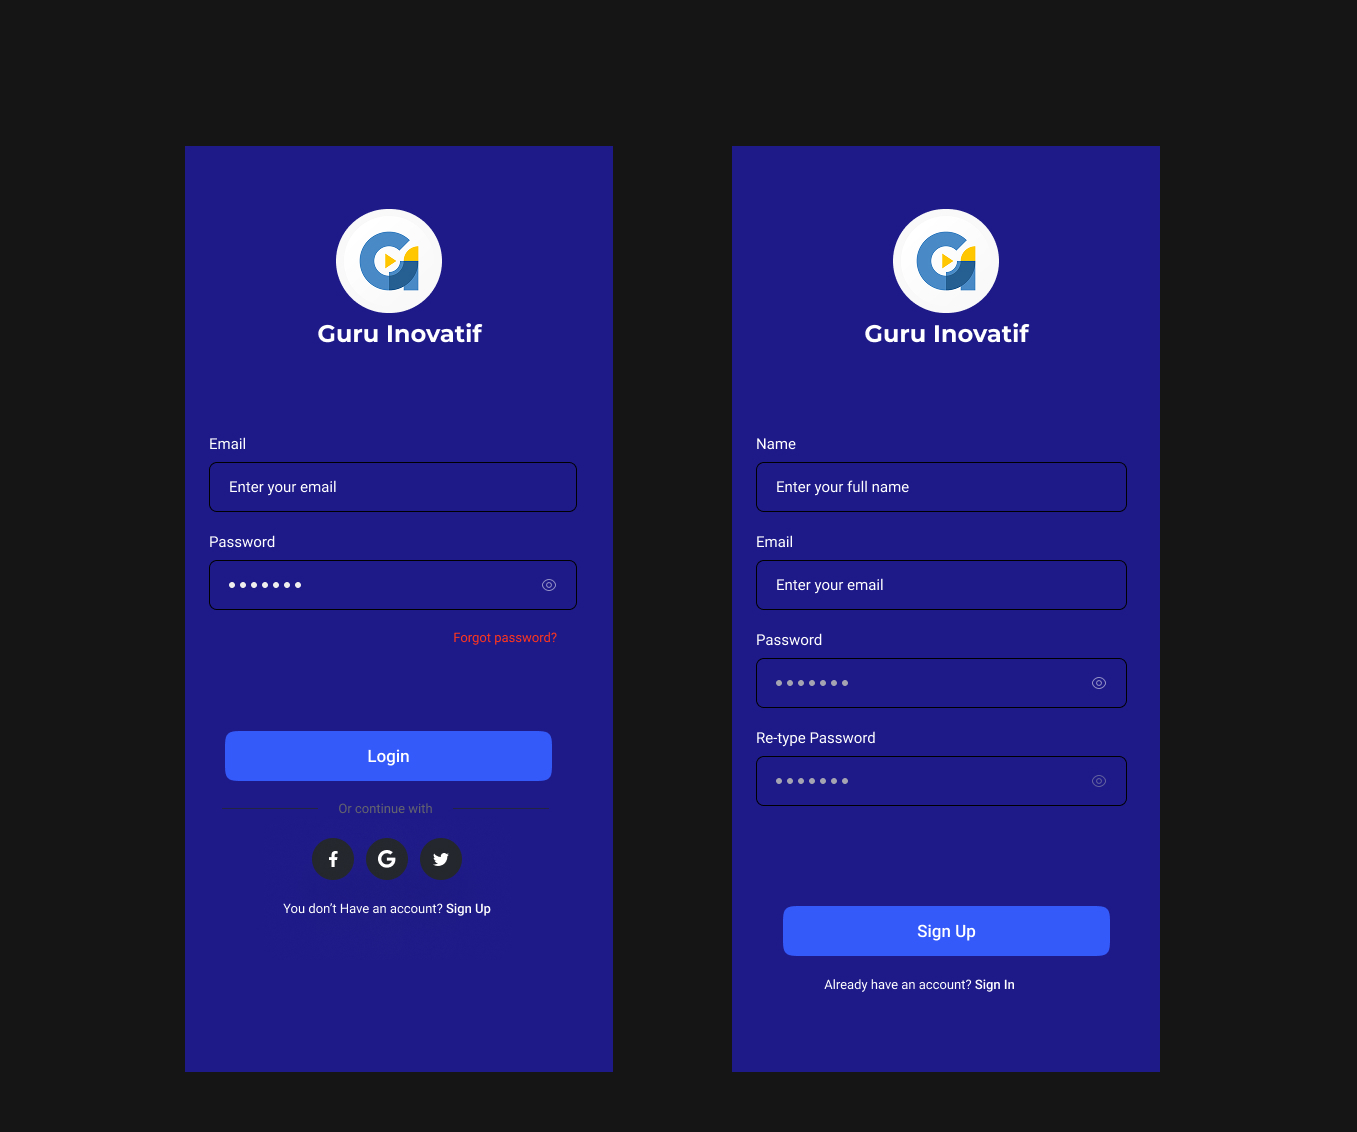 Guru Inovatif
Email
Enter your email
Password
Forgot password?
Login
Or continue with
You don't Have an account? Sign Up
Guru Inovatif
Name
Enter your full name
Email
Enter your email
Password
Re-type Password
Sign Up
Already have an account? Sign In